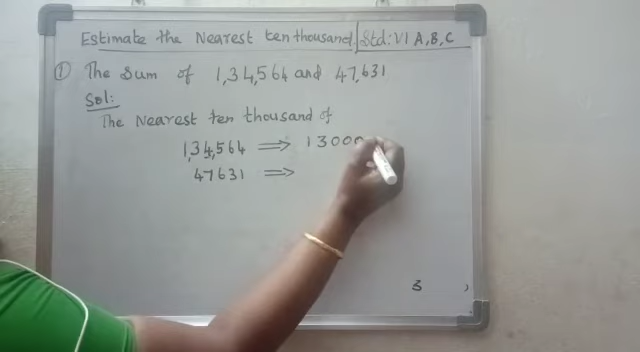 Estimate the Nearest ten thousand Std: VI A,B,C
① The Sum of 1,34,564 and 47,631
Sol:
The Nearest ten thousand of
1,34,564 ⟹ 13000
47631 ⟹
3 ,